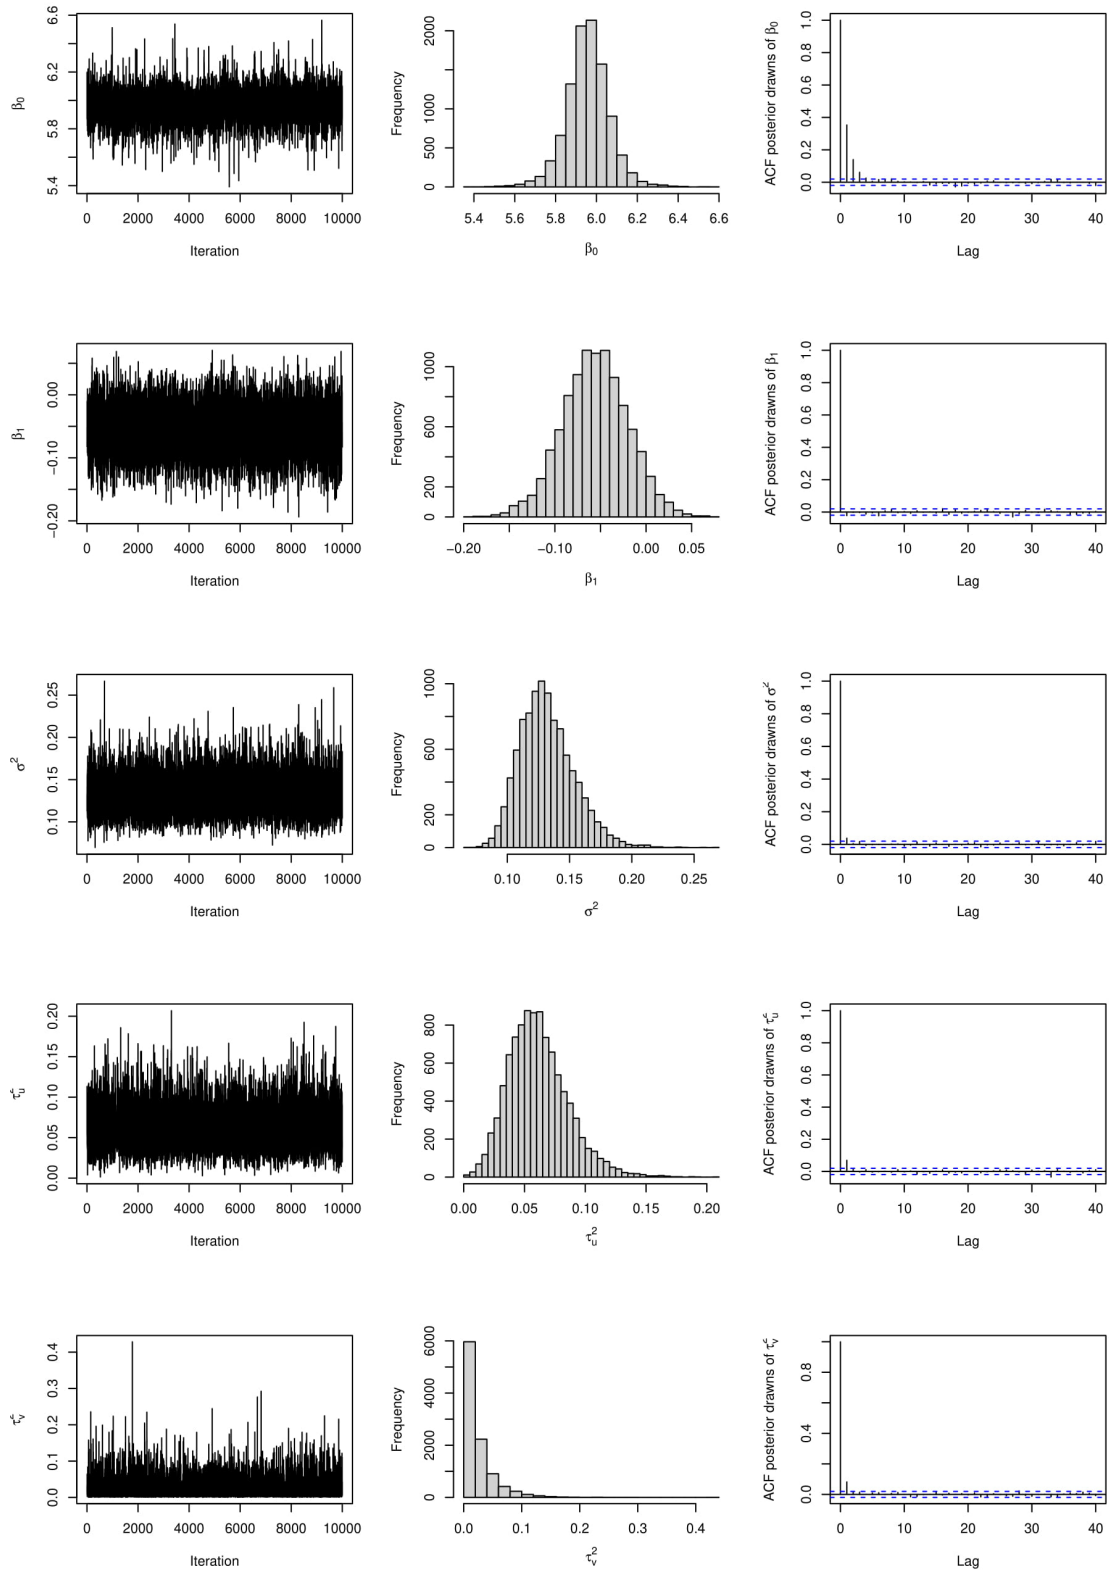 5.4 5.8 6.2 6.6
β0
0 2000 4000 6000 8000 10000
Iteration
0 500 1000 2000
Frequency
5.4 5.6 5.8 6.0 6.2 6.4 6.6
β0
0.0 0.2 0.4 0.6 0.8 1.0
ACF posterior drawns of β0
0 10 20 30 40
Lag
−0.20 −0.10 0.00
β1
0 2000 4000 6000 8000 10000
Iteration
0 200 600 1000
Frequency
−0.20 −0.10 0.00 0.05
β1
0.0 0.2 0.4 0.6 0.8 1.0
ACF posterior drawns of β1
0 10 20 30 40
Lag
0.10 0.15 0.20 0.25
σ2
0 2000 4000 6000 8000 10000
Iteration
0 200 600 1000
Frequency
0.10 0.15 0.20 0.25
σ2
0.0 0.2 0.4 0.6 0.8 1.0
ACF posterior drawns of σ2
0 10 20 30 40
Lag
0.00 0.05 0.10 0.15 0.20
τu2
0 2000 4000 6000 8000 10000
Iteration
0 200 400 600 800
Frequency
0.00 0.05 0.10 0.15 0.20
τu2
0.0 0.2 0.4 0.6 0.8 1.0
ACF posterior drawns of τu2
0 10 20 30 40
Lag
0.0 0.1 0.2 0.3 0.4
τv2
0 2000 4000 6000 8000 10000
Iteration
0 2000 4000 6000
Frequency
0.0 0.1 0.2 0.3 0.4
τv2
0.0 0.4 0.8
ACF posterior drawns of τv2
0 10 20 30 40
Lag